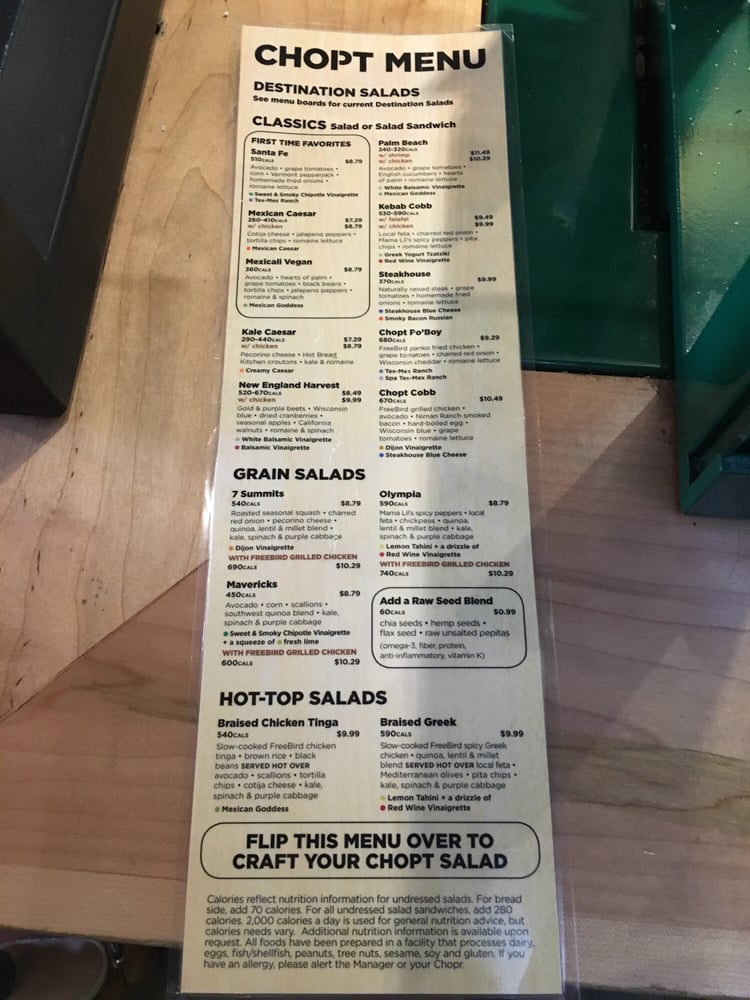 CHOPT MENU
DESTINATION SALADS
See menu boards for current Destination Salads
CLASSICS Salad or Salad Sandwich
FIRST TIME FAVORITES
Santa Fe
510CALS $8.79
Avocado • grape tomatoes •
corn • Vermont pepperjack •
homemade fried onions •
romaine lettuce
Sweet & Smoky Chipotle Vinaigrette
Tex-Mex Ranch
Mexican Caesar
260-410CALS $7.29
w/ chicken $8.79
Cotija cheese • jalapeno peppers •
tortilla chips • romaine lettuce
Mexican Caesar
Mexicali Vegan
360CALS $8.79
Avocado • hearts of palm •
grape tomatoes • black beans •
tortilla chips • jalapeno peppers •
romaine & spinach
Mexican Goddess
Kale Caesar
290-440CALS $7.29
w/ chicken $8.79
Pecorino cheese • Hot Bread
Kitchen croutons • kale & romaine
Creamy Caesar
New England Harvest
520-670CALS $8.49
w/ chicken $9.99
Gold & purple beets • Wisconsin
blue • dried cranberries •
seasonal apples • California
walnuts • romaine & spinach
White Balsamic Vinaigrette
Balsamic Vinaigrette
Palm Beach
240-320CALS
w/ shrimp $11.49
w/ chicken $10.29
Avocado • grape tomatoes •
English cucumbers • hearts
of palm • romaine lettuce
White Balsamic Vinaigrette
Mexican Goddess
Kebab Cobb
530-590CALS
w/ falafel $9.49
w/ chicken $9.99
Local feta • charred red onion •
Mama Lil's spicy peppers • pita
chips • romaine lettuce
Greek Yogurt Tzatziki
Red Wine Vinaigrette
Steakhouse
370CALS $9.99
Naturally raised steak • grape
tomatoes • homemade fried
onions • romaine lettuce
Steakhouse Blue Cheese
Smoky Bacon Russian
Chopt Po'Boy
680CALS $9.29
FreeBird panko fried chicken •
grape tomatoes • charred red onion •
Wisconsin cheddar • romaine lettuce
Tex-Mex Ranch
Spa Tex-Mex Ranch
Chopt Cobb
670CALS $10.49
FreeBird grilled chicken •
avocado • Niman Ranch smoked
bacon • hard-boiled egg •
Wisconsin blue • grape
tomatoes • romaine lettuce
Dijon Vinaigrette
Steakhouse Blue Cheese
GRAIN SALADS
7 Summits
540CALS $8.79
Roasted seasonal squash • charred
red onion • pecorino cheese •
quinoa, lentil & millet blend •
kale, spinach & purple cabbage
Dijon Vinaigrette
WITH FREEBIRD GRILLED CHICKEN
690CALS $10.29
Mavericks
450CALS $8.79
Avocado • corn • scallions •
southwest quinoa blend • kale,
spinach & purple cabbage
Sweet & Smoky Chipotle Vinaigrette
+ a squeeze of fresh lime
WITH FREEBIRD GRILLED CHICKEN
600CALS $10.29
Olympia
590CALS $8.79
Mama Lil's spicy peppers • local
feta • chickpeas • quinoa,
lentil & millet blend • kale,
spinach & purple cabbage
Lemon Tahini + a drizzle of
Red Wine Vinaigrette
WITH FREEBIRD GRILLED CHICKEN
740CALS $10.29
Add a Raw Seed Blend
60CALS $0.99
chia seeds • hemp seeds •
flax seed • raw unsalted pepitas
(omega-3, fiber, protein,
anti-inflammatory, vitamin K)
HOT-TOP SALADS
Braised Chicken Tinga
540CALS $9.99
Slow-cooked FreeBird chicken
tinga • brown rice • black
beans SERVED HOT OVER
avocado • scallions • tortilla
chips • cotija cheese • kale,
spinach & purple cabbage
Mexican Goddess
Braised Greek
590CALS $9.99
Slow-cooked FreeBird spicy Greek
chicken • quinoa, lentil & millet
blend SERVED HOT OVER local feta •
Mediterranean olives • pita chips •
kale, spinach & purple cabbage
Lemon Tahini + a drizzle of
Red Wine Vinaigrette
FLIP THIS MENU OVER TO
CRAFT YOUR CHOPT SALAD
Calories reflect nutrition information for undressed salads. For bread
side, add 70 calories. For all undressed salad sandwiches, add 280
calories. 2,000 calories a day is used for general nutrition advice, but
calories needs vary. Additional nutrition information is available upon
request. All foods have been prepared in a facility that processes dairy,
eggs, fish/shellfish, peanuts, tree nuts, sesame, soy and gluten. If you
have an allergy, please alert the Manager or your Chopr.